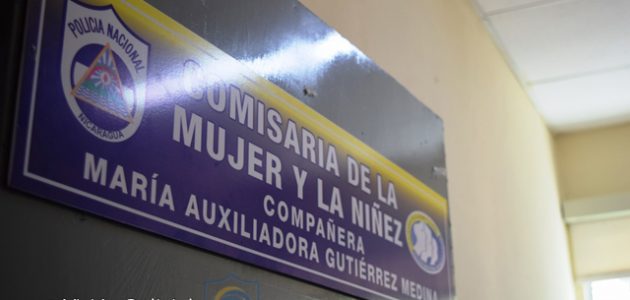 POLICIA NACIONAL
NICARAGUA
COMISARIA DE LA
MUJER Y LA NIÑEZ
COMPAÑERA
MARÍA AUXILIADORA GUTIÉRREZ MEDINA